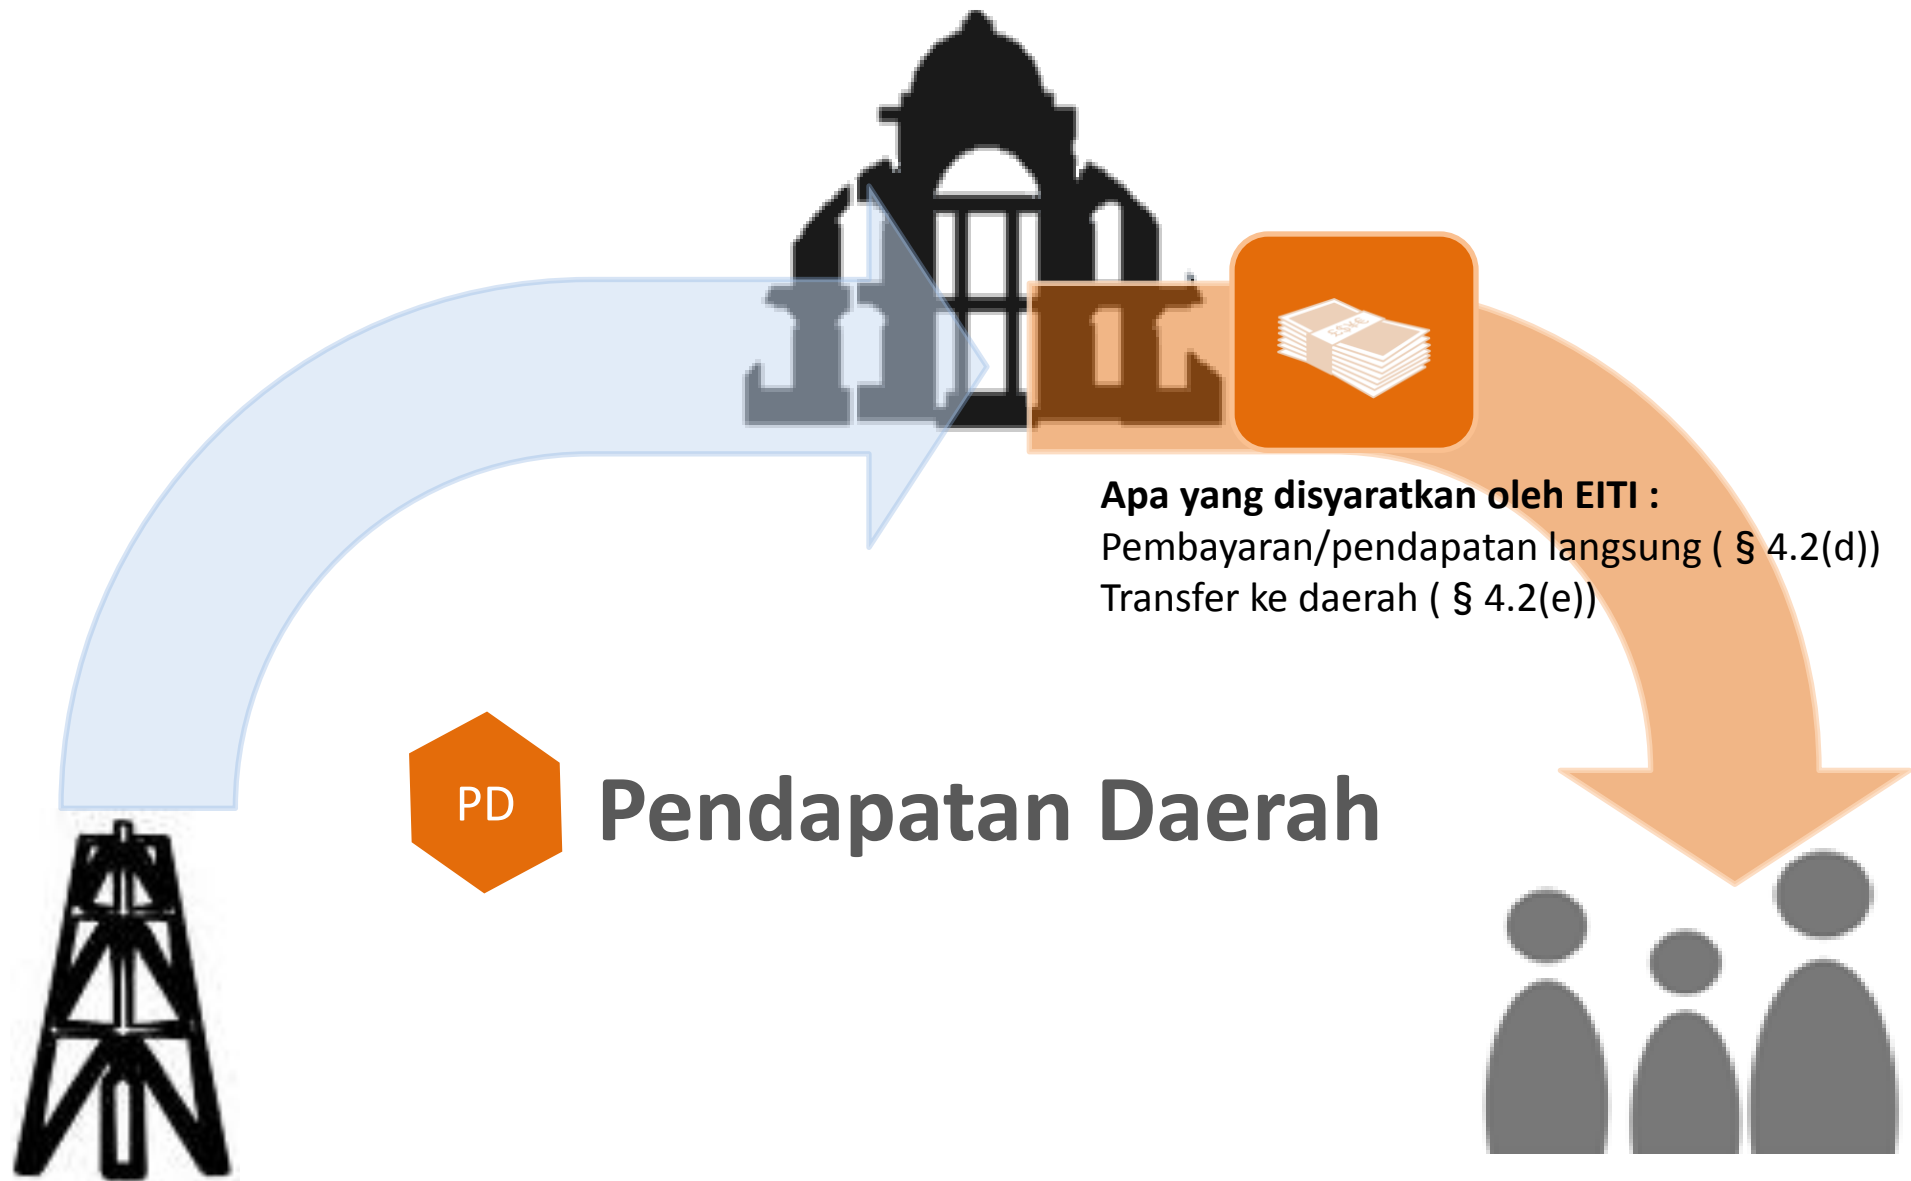 Apa yang disyaratkan oleh EITI :
Pembayaran/pendapatan langsung ( § 4.2(d))
Transfer ke daerah ( § 4.2(e))
PD
Pendapatan Daerah